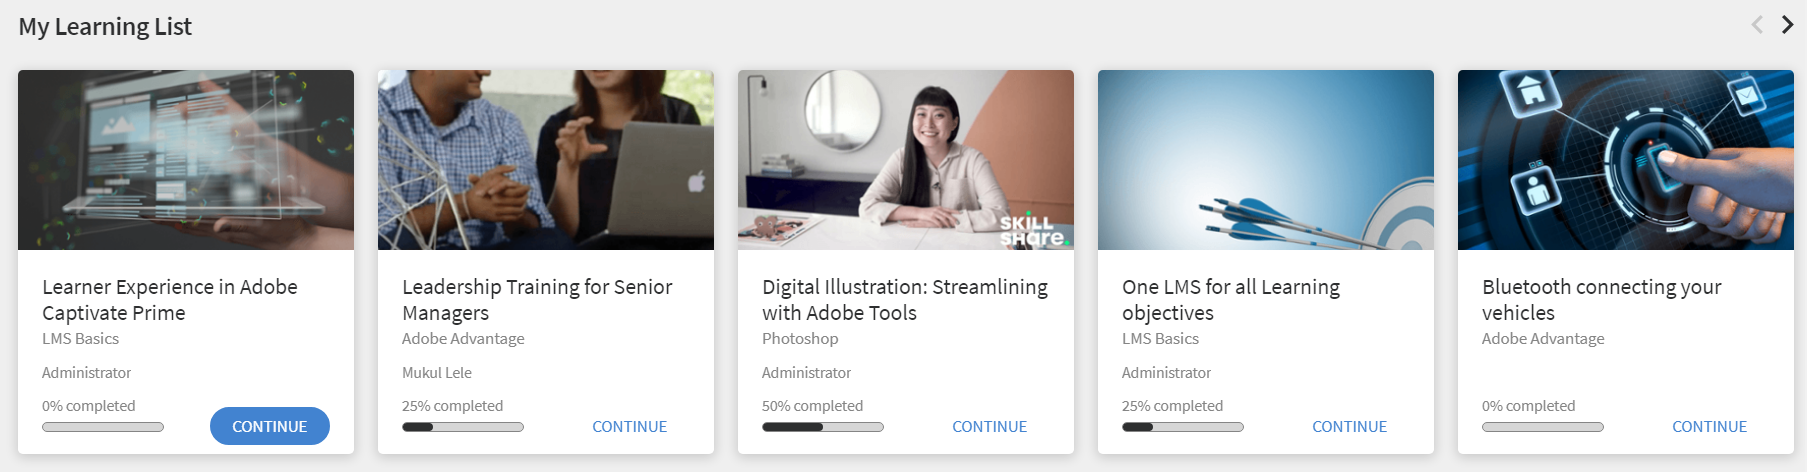 My Learning List
SKILL
SHare.
Learner Experience in Adobe
Captivate Prime
LMS Basics
Administrator
0% completed
CONTINUE
Leadership Training for Senior
Managers
Adobe Advantage
Mukul Lele
25% completed
CONTINUE
Digital Illustration: Streamlining
with Adobe Tools
Photoshop
Administrator
50% completed
CONTINUE
One LMS for all Learning
objectives
LMS Basics
Administrator
25% completed
CONTINUE
Bluetooth connecting your
vehicles
Adobe Advantage
0% completed
CONTINUE